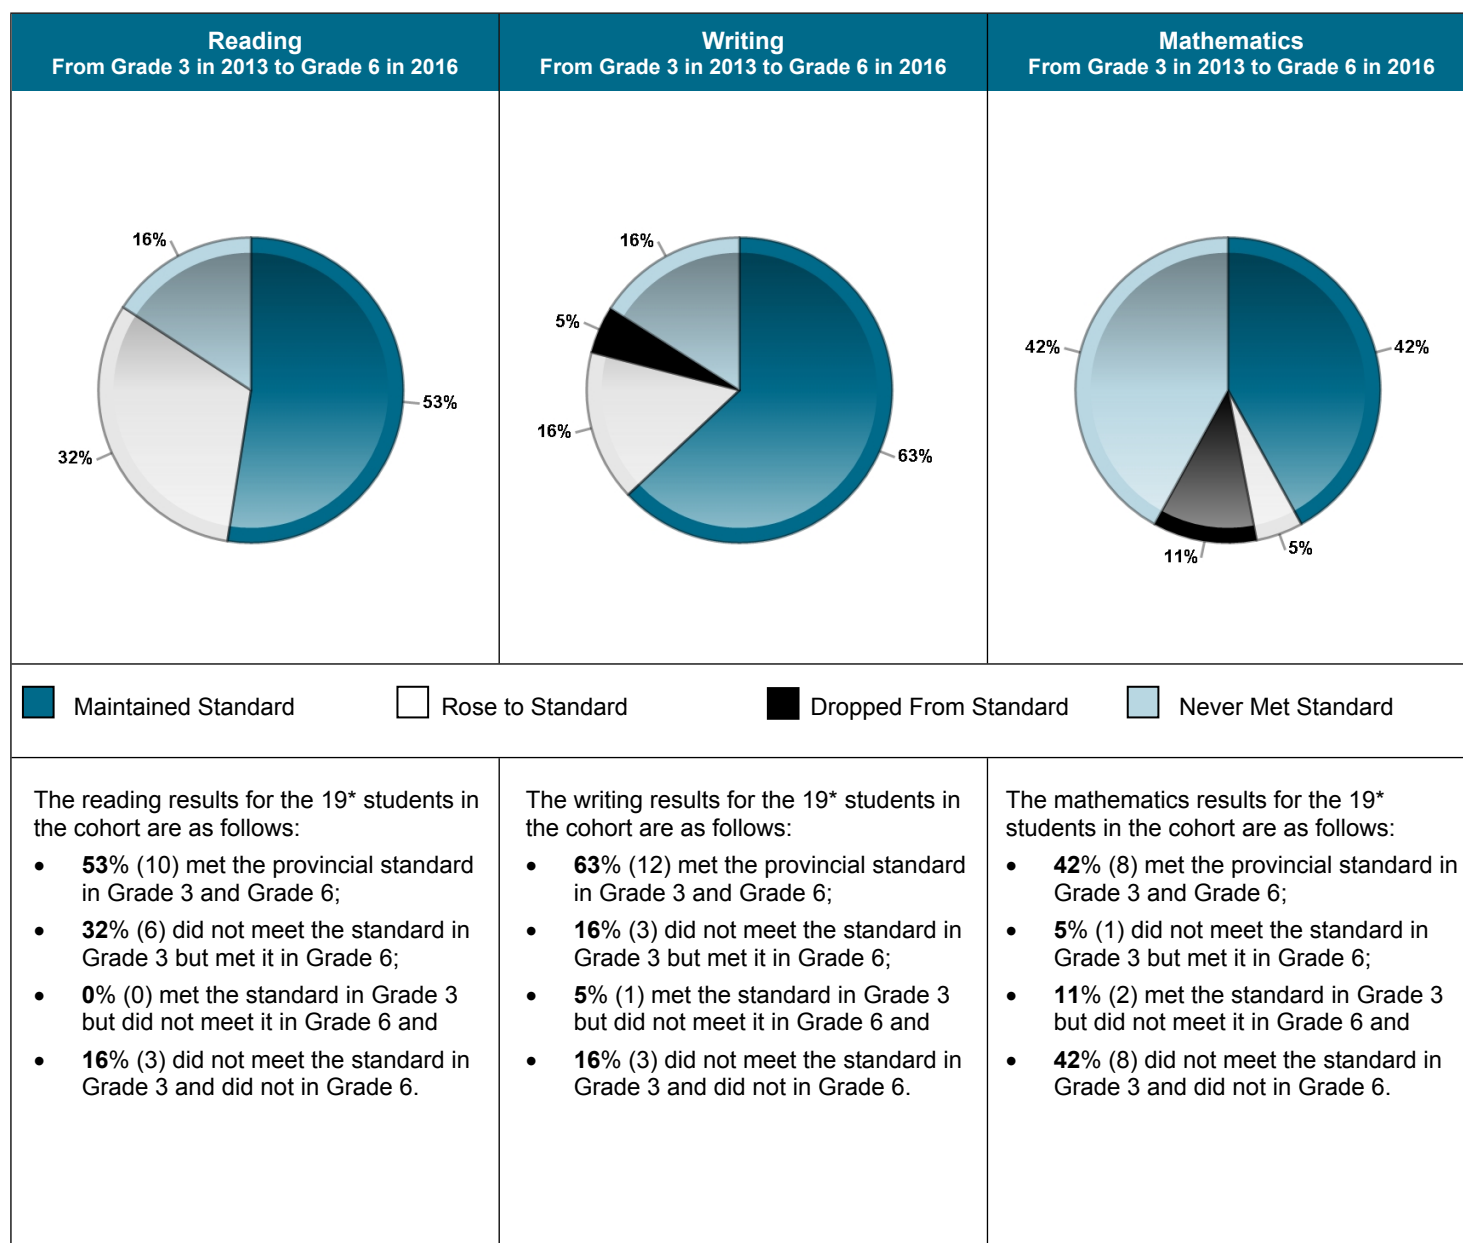 Reading
From Grade 3 in 2013 to Grade 6 in 2016
Writing
From Grade 3 in 2013 to Grade 6 in 2016
Mathematics
From Grade 3 in 2013 to Grade 6 in 2016
16%
53%
32%
16%
5%
16%
63%
42%
42%
11%
5%
Maintained Standard
Rose to Standard
Dropped From Standard
Never Met Standard
The reading results for the 19* students in
the cohort are as follows:
• 53% (10) met the provincial standard
in Grade 3 and Grade 6;
• 32% (6) did not meet the standard in
Grade 3 but met it in Grade 6;
• 0% (0) met the standard in Grade 3
but did not meet it in Grade 6 and
• 16% (3) did not meet the standard in
Grade 3 and did not in Grade 6.
The writing results for the 19* students in
the cohort are as follows:
• 63% (12) met the provincial standard
in Grade 3 and Grade 6;
• 16% (3) did not meet the standard in
Grade 3 but met it in Grade 6;
• 5% (1) met the standard in Grade 3
but did not meet it in Grade 6 and
• 16% (3) did not meet the standard in
Grade 3 and did not in Grade 6.
The mathematics results for the 19*
students in the cohort are as follows:
• 42% (8) met the provincial standard in
Grade 3 and Grade 6;
• 5% (1) did not meet the standard in
Grade 3 but met it in Grade 6;
• 11% (2) met the standard in Grade 3
but did not meet it in Grade 6 and
• 42% (8) did not meet the standard in
Grade 3 and did not in Grade 6.